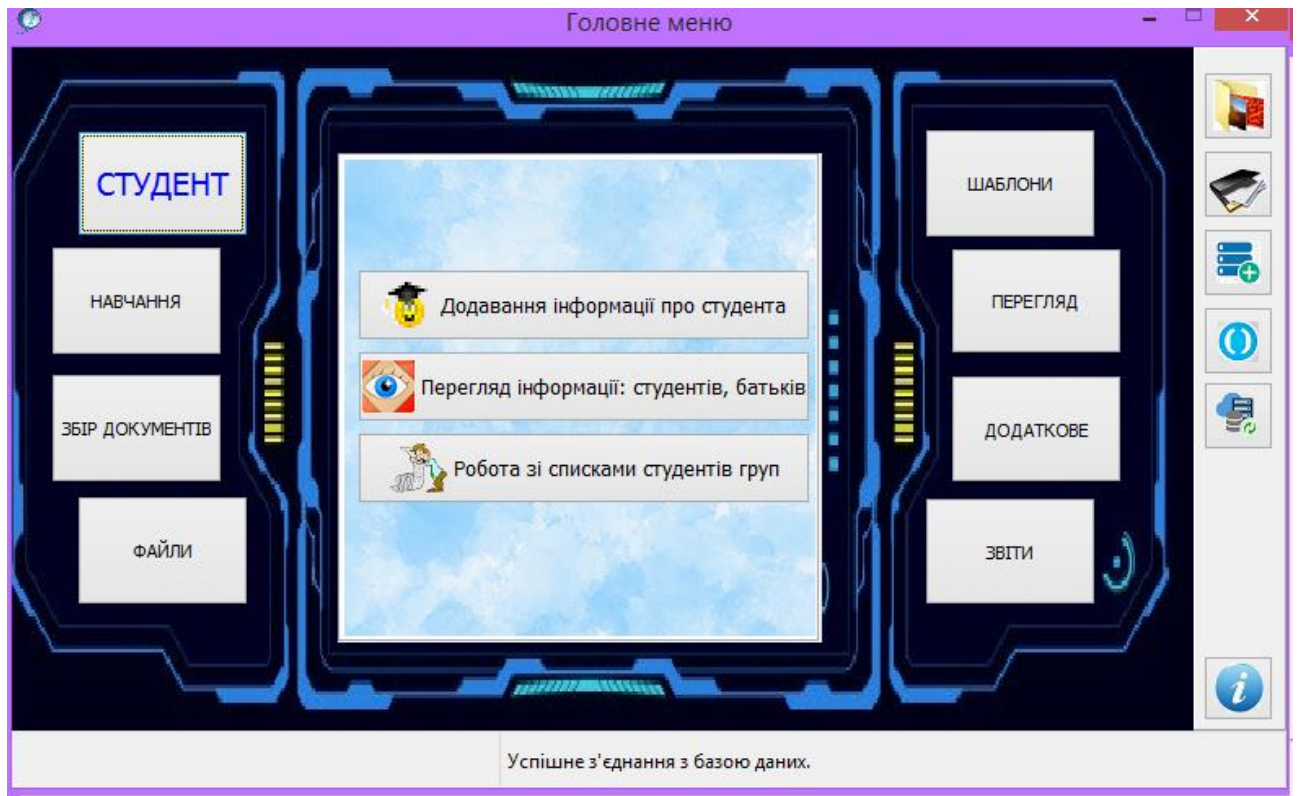 Головне меню
СТУДЕНТ
НАВЧАННЯ
ЗБІР ДОКУМЕНТІВ
ФАЙЛИ
Додавання інформації про студента
Перегляд інформації: студентів, батьків
Робота зі списками студентів груп
ШАБЛОНИ
ПЕРЕГЛЯД
ДОДАТКОВЕ
ЗВІТИ
Успішне з'єднання з базою даних.